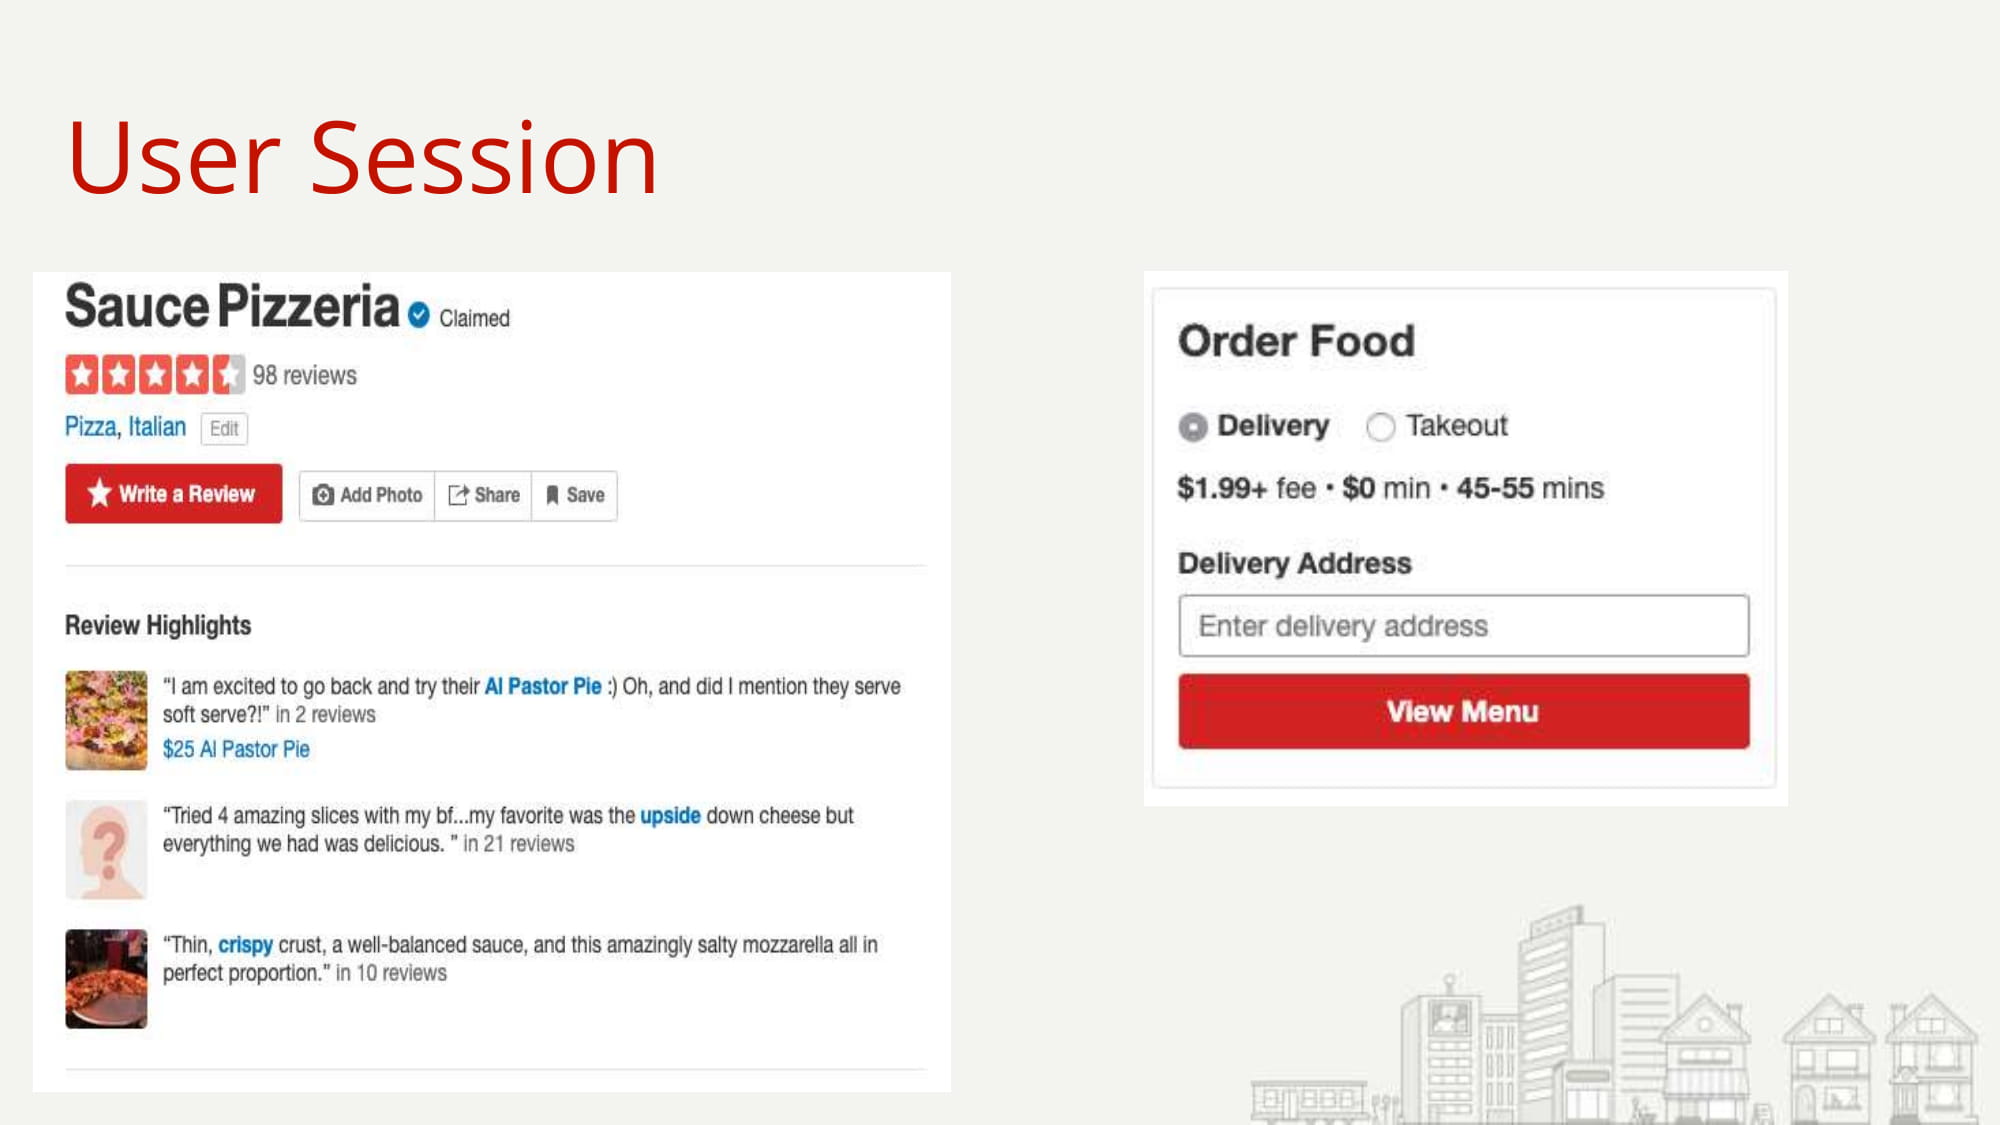 User Session
Sauce Pizzeria Claimed
98 reviews
Pizza, Italian Edit
Write a Review Add Photo Share Save
Review Highlights
“I am excited to go back and try their Al Pastor Pie :) Oh, and did I mention they serve
soft serve?!” in 2 reviews
$25 Al Pastor Pie
“Tried 4 amazing slices with my bf...my favorite was the upside down cheese but
everything we had was delicious. ” in 21 reviews
“Thin, crispy crust, a well-balanced sauce, and this amazingly salty mozzarella all in
perfect proportion.” in 10 reviews
Order Food
Delivery Takeout
$1.99+ fee • $0 min • 45-55 mins
Delivery Address
Enter delivery address
View Menu